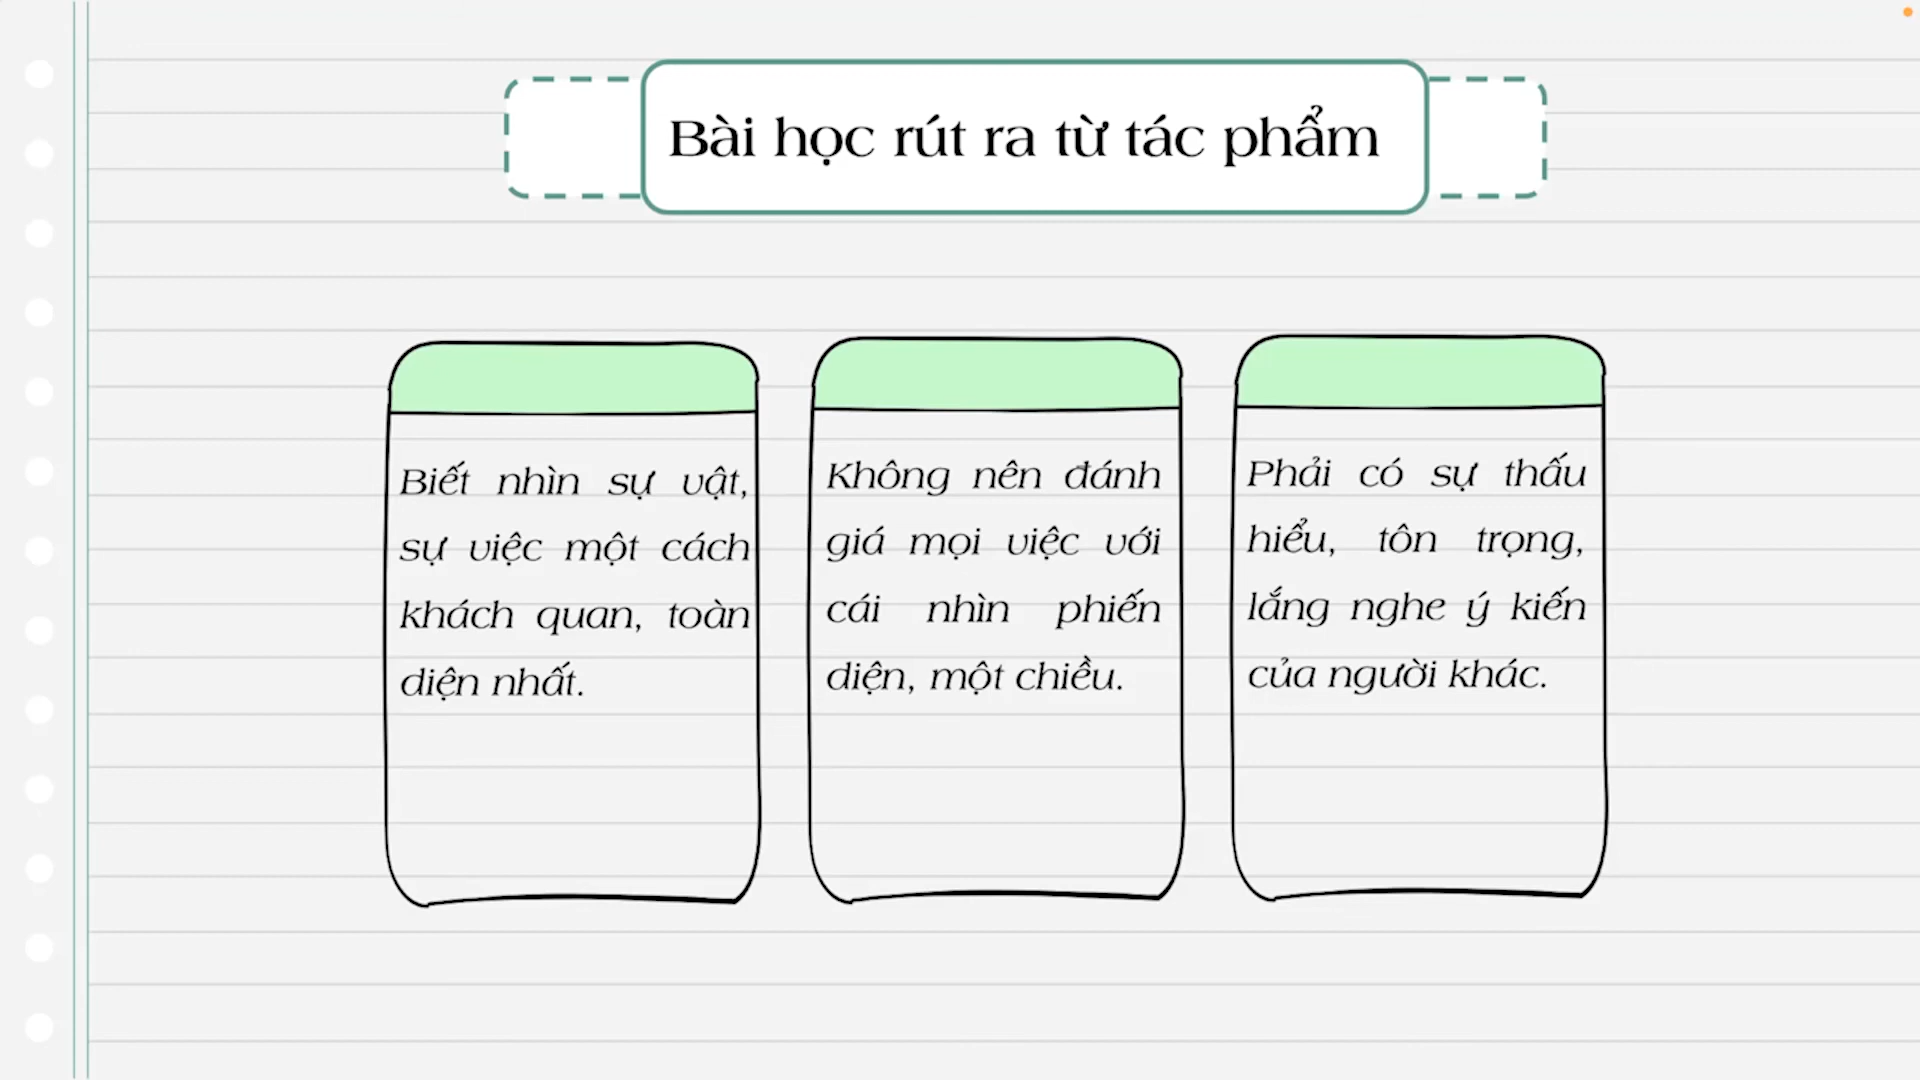 Bài học rút ra từ tác phẩm
Biết nhìn sự vật,
sự việc một cách
khách quan, toàn
diện nhất.
Không nên đánh
giá mọi việc với
cái nhìn phiến
diện, một chiều.
Phải có sự thấu
hiểu, tôn trọng,
lắng nghe ý kiến
của người khác.